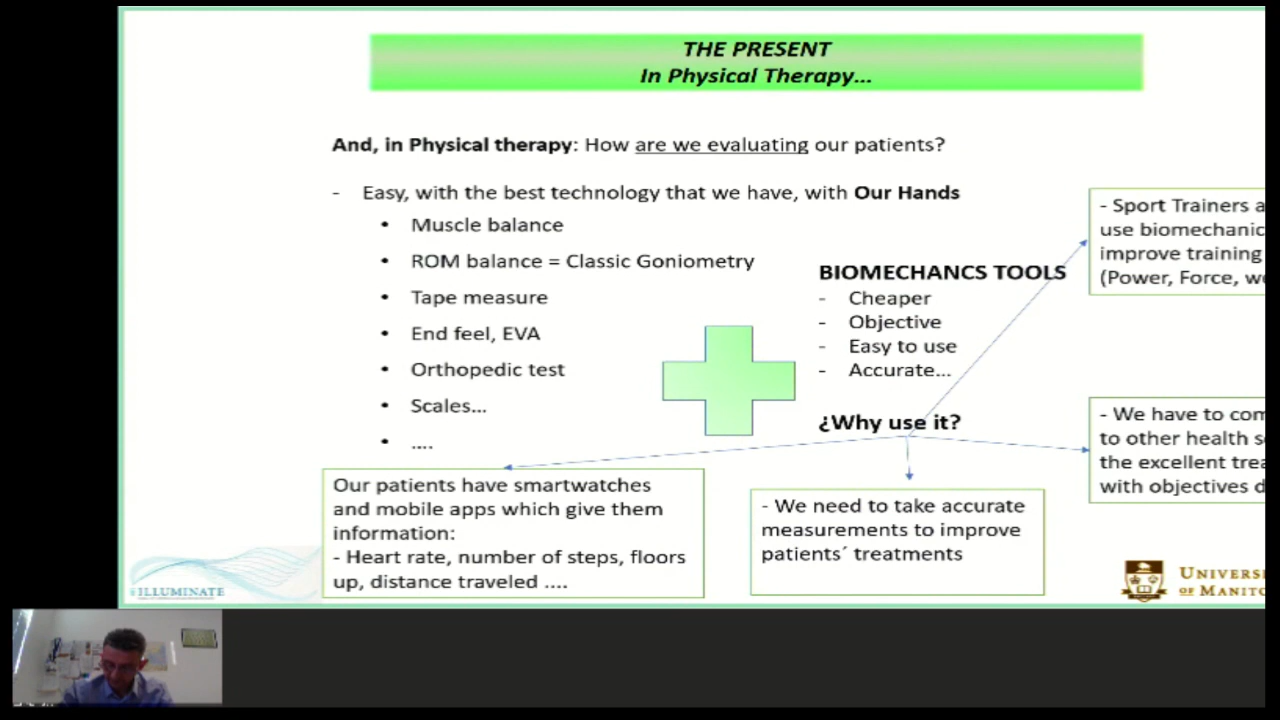 THE PRESENT
In Physical Therapy...
And, in Physical therapy: How are we evaluating our patients?
- Easy, with the best technology that we have, with Our Hands
• Muscle balance
• ROM balance = Classic Goniometry
• Tape measure
• End feel, EVA
• Orthopedic test
• Scales...
• ....
BIOMECHANCS TOOLS
- Cheaper
- Objective
- Easy to use
- Accurate...
¿Why use it?
- Sport Trainers a
use biomechanic
improve training
(Power, Force, w
- We have to com
to other health s
the excellent trea
with objectives d
Our patients have smartwatches
and mobile apps which give them
information:
- Heart rate, number of steps, floors
up, distance traveled ....
- We need to take accurate
measurements to improve
patients´ treatments
ILLUMINATE
UNIVERSI
OF MANITO